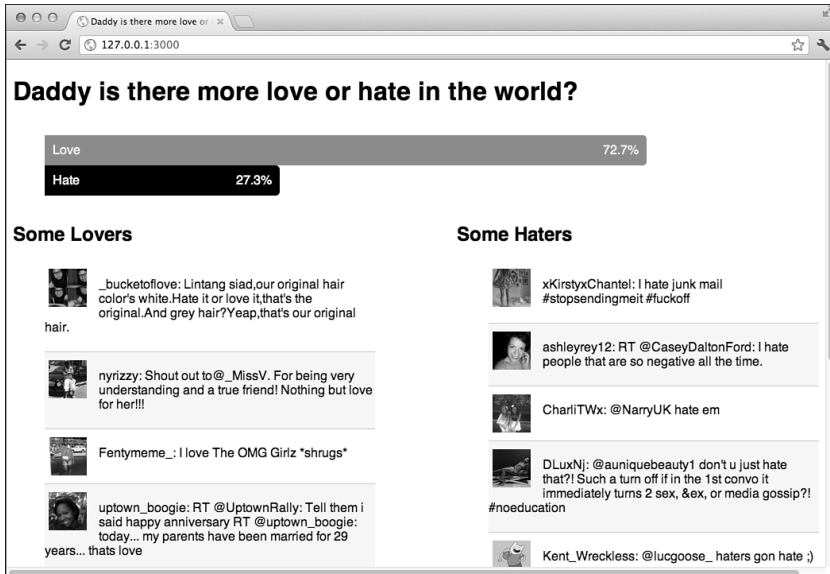 Daddy is there more love or
127.0.0.1:3000
Daddy is there more love or hate in the world?
Love 72.7%
Hate 27.3%
Some Lovers
_bucketoflove: Lintang siad,our original hair
color's white.Hate it or love it,that's the
original.And grey hair?Yeap,that's our original
hair.
nyrizzy: Shout out to@_MissV. For being very
understanding and a true friend! Nothing but love
for her!!!
Fentymeme_: I love The OMG Girlz *shrugs*
uptown_boogie: RT @UptownRally: Tell them i
said happy anniversary RT @uptown_boogie:
today... my parents have been married for 29
years... thats love
Some Haters
xKirstyxChantel: I hate junk mail
#stopsendingmeit #fuckoff
ashleyrey12: RT @CaseyDaltonFord: I hate
people that are so negative all the time.
CharliTWx: @NarryUK hate em
DLuxNj: @auniquebeauty1 don't u just hate
that?! Such a turn off if in the 1st convo it
immediately turns 2 sex, &ex, or media gossip?!
#noeducation
Kent_Wreckless: @lucgoose_ haters gon hate ;)